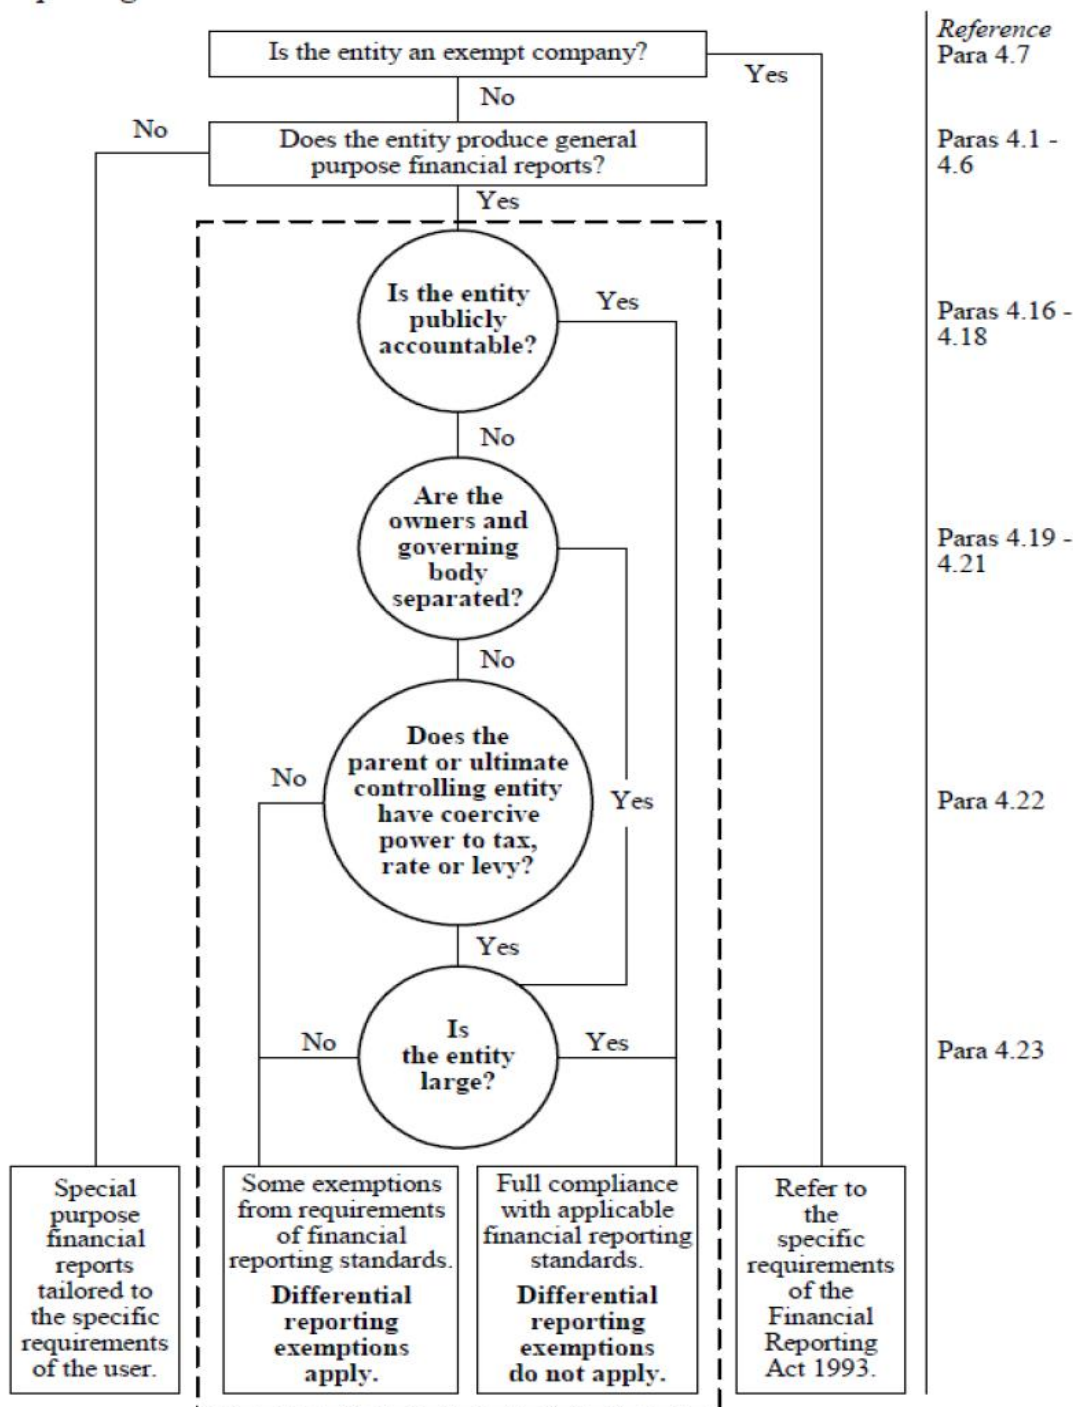 Reference
Is the entity an exempt company?
Para 4.7
Yes
No
No
Does the entity produce general
purpose financial reports?
Paras 4.1 -
4.6
Yes
Is the entity
publicly
accountable?
Yes
Paras 4.16 -
4.18
No
Are the
owners and
governing
body
separated?
Paras 4.19 -
4.21
No
Does the
parent or ultimate
controlling entity
have coercive
power to tax,
rate or levy?
No
Yes
Para 4.22
Yes
Is
the entity
large?
No
Yes
Para 4.23
Special
purpose
financial
reports
tailored to
the specific
requirements
of the user.
Some exemptions
from requirements
of financial
reporting standards.
Differential
reporting
exemptions
apply.
Full compliance
with applicable
financial reporting
standards.
Differential
reporting
exemptions
do not apply.
Refer to
the
specific
requirements
of the
Financial
Reporting
Act 1993.